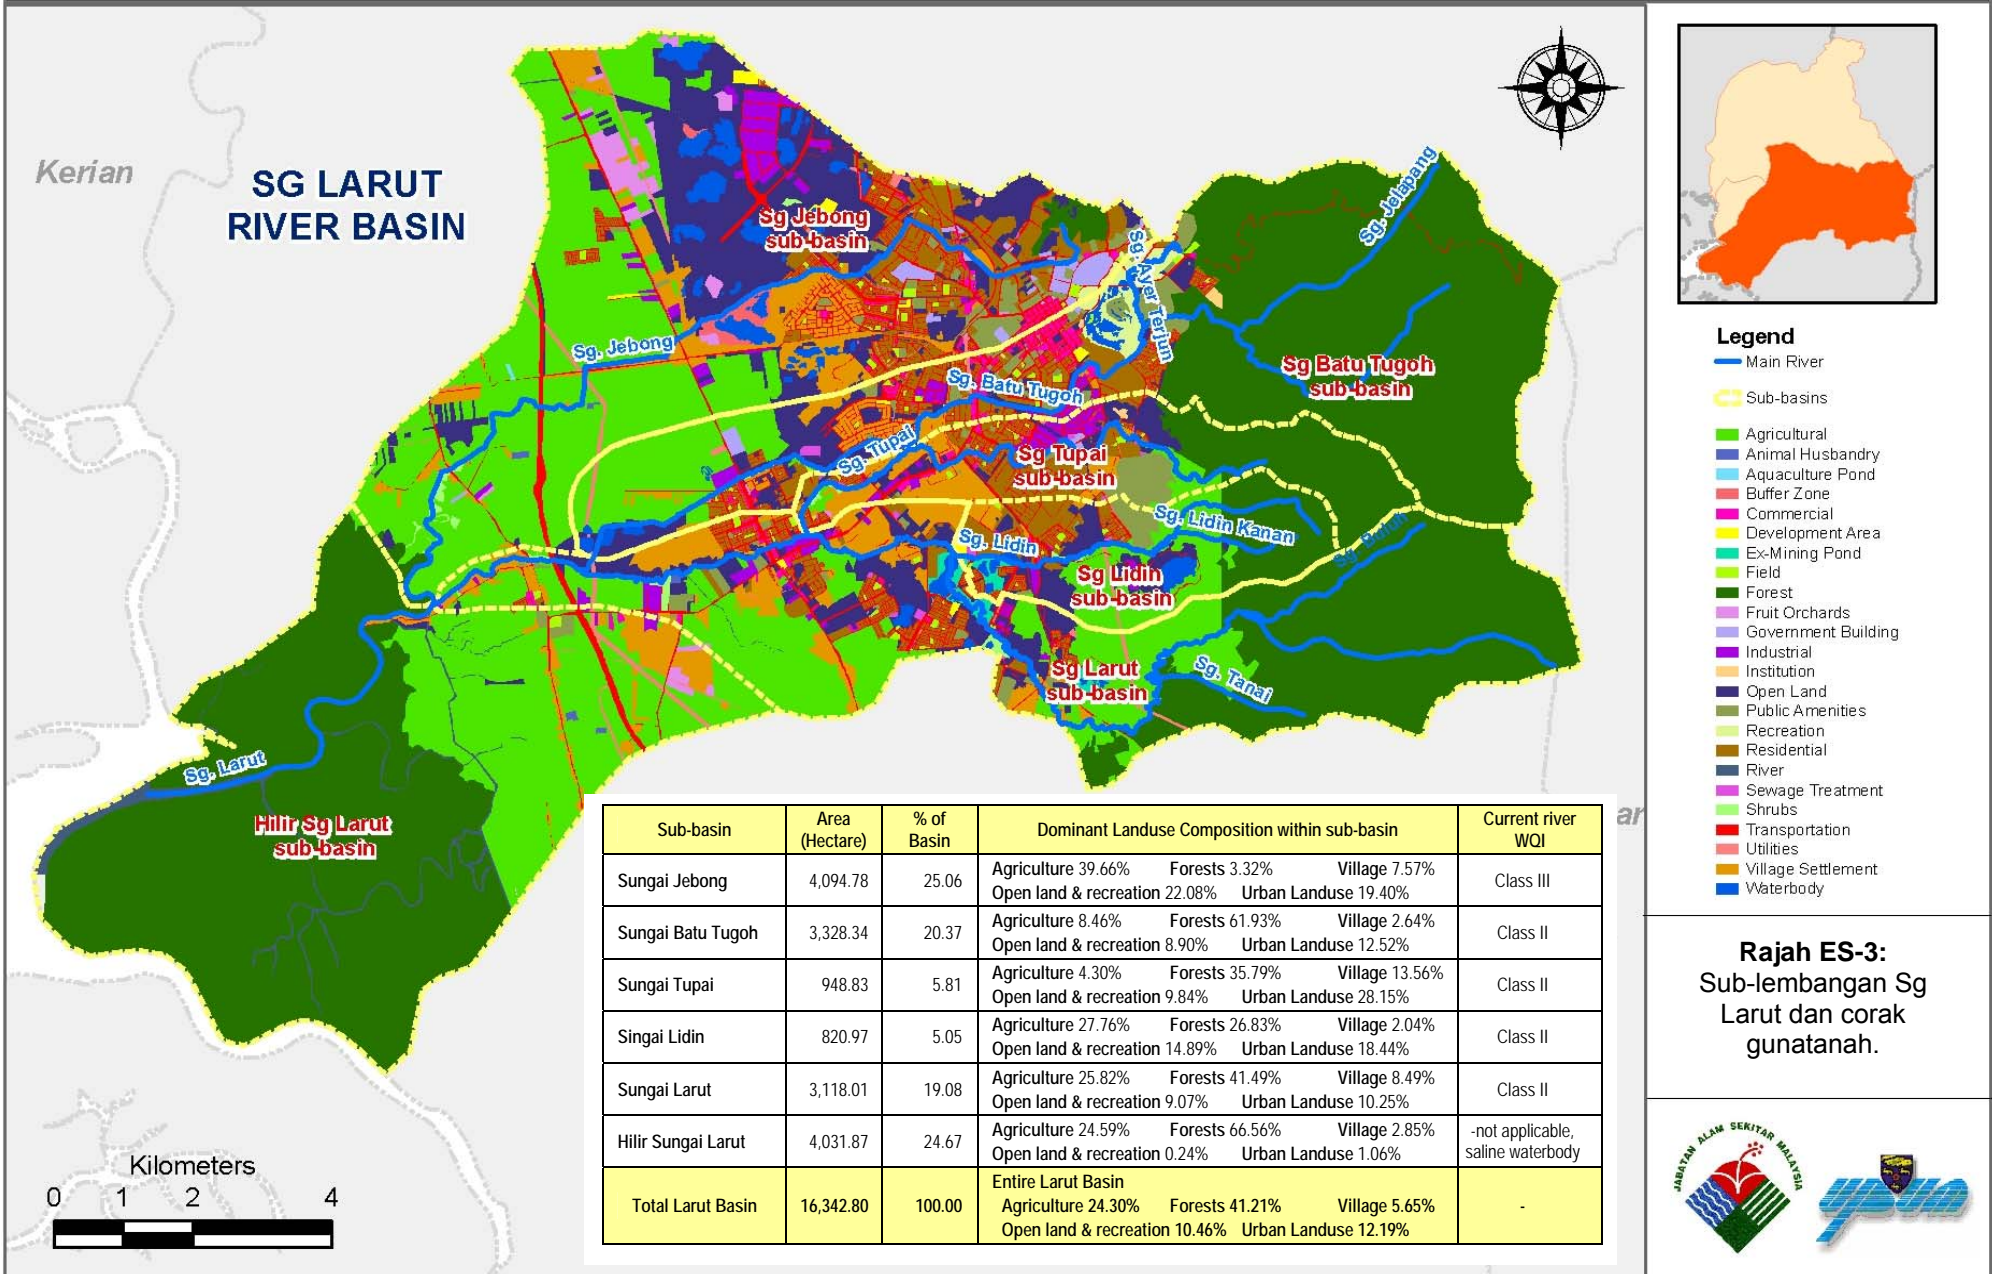 Kerian
SG LARUT
RIVER BASIN
Sg Jebong
sub-basin
Sg. Jelapang
Sg. Ayer Terjun
Sg. Jebong
Sg Batu Tugoh
sub-basin
Sg. Batu Tugoh
Sg. Tupai
Sg Tupai
sub-basin
Sg. Lidin Kanan
Sg. Lidin
Sg. Buluh
Sg Lidin
sub-basin
Sg Larut
sub-basin
Sg. Tanai
Sg. Larut
Hilir Sg Larut
sub-basin
ar
Kilometers
0 1 2 4
Sub-basin Area (Hectare) % of Basin Dominant Landuse Composition within sub-basin Current river WQI
Sungai Jebong 4,094.78 25.06 Agriculture 39.66% Forests 3.32% Village 7.57% Class III
Open land & recreation 22.08% Urban Landuse 19.40%
Sungai Batu Tugoh 3,328.34 20.37 Agriculture 8.46% Forests 61.93% Village 2.64% Class II
Open land & recreation 8.90% Urban Landuse 12.52%
Sungai Tupai 948.83 5.81 Agriculture 4.30% Forests 35.79% Village 13.56% Class II
Open land & recreation 9.84% Urban Landuse 28.15%
Singai Lidin 820.97 5.05 Agriculture 27.76% Forests 26.83% Village 2.04% Class II
Open land & recreation 14.89% Urban Landuse 18.44%
Sungai Larut 3,118.01 19.08 Agriculture 25.82% Forests 41.49% Village 8.49% Class II
Open land & recreation 9.07% Urban Landuse 10.25%
Hilir Sungai Larut 4,031.87 24.67 Agriculture 24.59% Forests 66.56% Village 2.85% -not applicable,
Open land & recreation 0.24% Urban Landuse 1.06% saline waterbody
Entire Larut Basin
Total Larut Basin 16,342.80 100.00 Agriculture 24.30% Forests 41.21% Village 5.65% -
Open land & recreation 10.46% Urban Landuse 12.19%
Legend
Main River
Sub-basins
Agricultural
Animal Husbandry
Aquaculture Pond
Buffer Zone
Commercial
Development Area
Ex-Mining Pond
Field
Forest
Fruit Orchards
Government Building
Industrial
Institution
Open Land
Public Amenities
Recreation
Residential
River
Sewage Treatment
Shrubs
Transportation
Utilities
Village Settlement
Waterbody
Rajah ES-3:
Sub-lembangan Sg
Larut dan corak
gunatanah.
JABATAN ALAM SEKITAR MALAYSIA